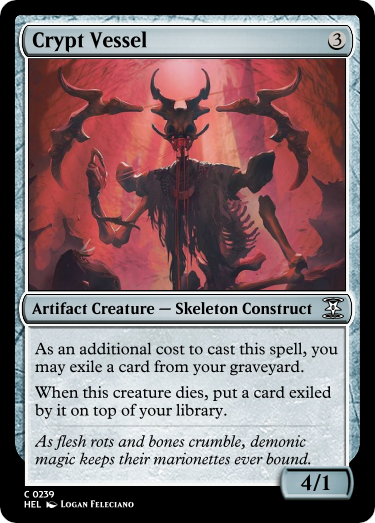 Crypt Vessel 3
Artifact Creature — Skeleton Construct
As an additional cost to cast this spell, you
may exile a card from your graveyard.
When this creature dies, put a card exiled
by it on top of your library.
As flesh rots and bones crumble, demonic
magic keeps their marionettes ever bound.
4/1
C 0239
HEL Logan Feleciano